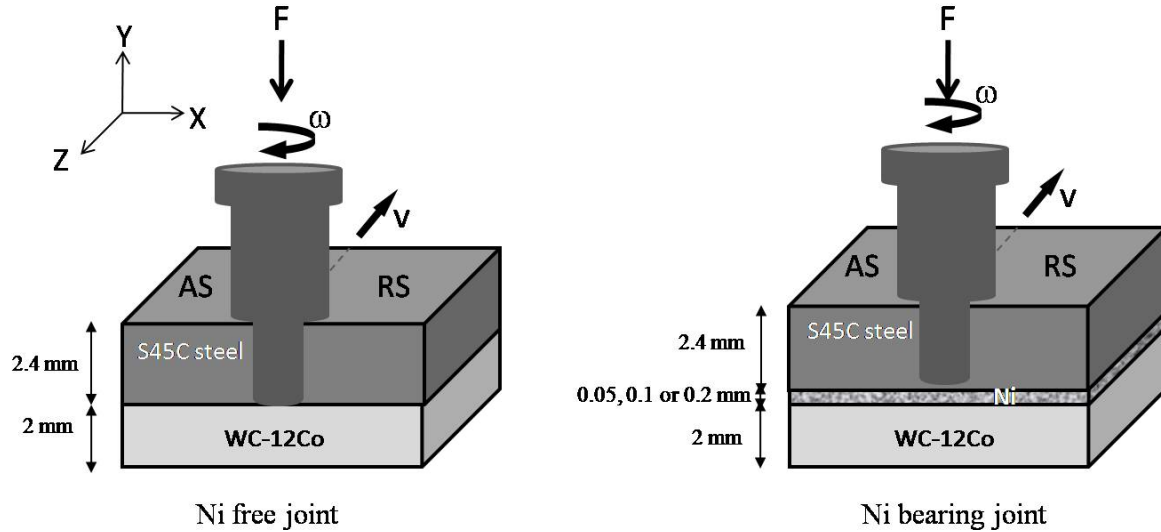 F
ω
Y
X
Z
V
AS
RS
S45C steel
2.4 mm
2 mm
WC-12Co
Ni free joint
F
ω
V
AS
RS
S45C steel
2.4 mm
0.05, 0.1 or 0.2 mm
Ni
2 mm
WC-12Co
Ni bearing joint